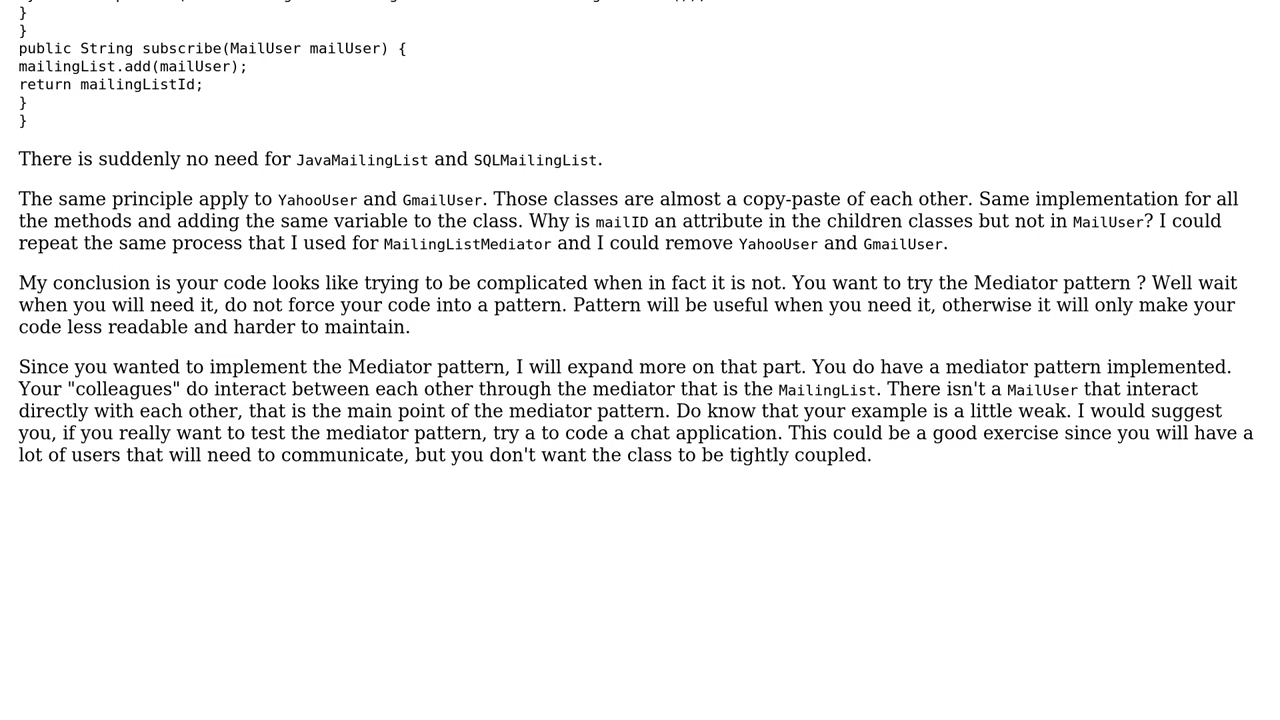 }
}
public String subscribe(MailUser mailUser) {
mailingList.add(mailUser);
return mailingListId;
}
}
There is suddenly no need for JavaMailingList and SQLMailingList.
The same principle apply to YahooUser and GmailUser. Those classes are almost a copy-paste of each other. Same implementation for all
the methods and adding the same variable to the class. Why is mailID an attribute in the children classes but not in MailUser? I could
repeat the same process that I used for MailingListMediator and I could remove YahooUser and GmailUser.
My conclusion is your code looks like trying to be complicated when in fact it is not. You want to try the Mediator pattern ? Well wait
when you will need it, do not force your code into a pattern. Pattern will be useful when you need it, otherwise it will only make your
code less readable and harder to maintain.
Since you wanted to implement the Mediator pattern, I will expand more on that part. You do have a mediator pattern implemented.
Your "colleagues" do interact between each other through the mediator that is the MailingList. There isn't a MailUser that interact
directly with each other, that is the main point of the mediator pattern. Do know that your example is a little weak. I would suggest
you, if you really want to test the mediator pattern, try a to code a chat application. This could be a good exercise since you will have a
lot of users that will need to communicate, but you don't want the class to be tightly coupled.